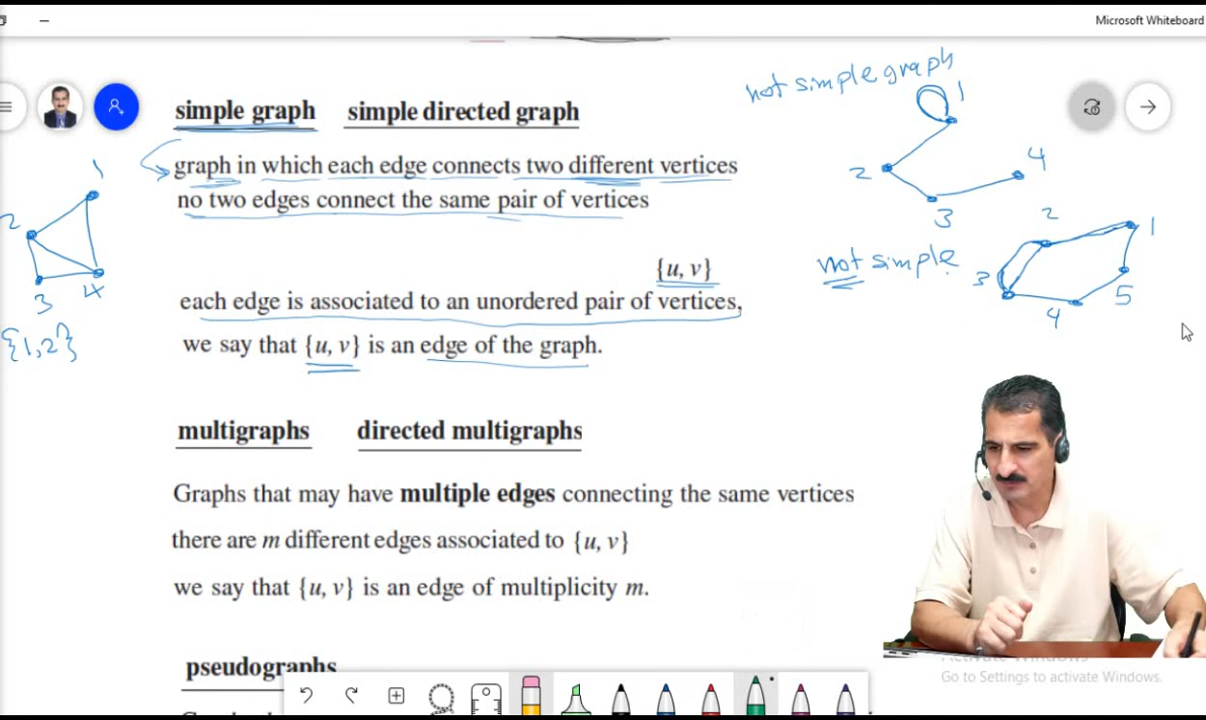 Microsoft Whiteboard
not simple graph
simple graph simple directed graph
graph in which each edge connects two different vertices
no two edges connect the same pair of vertices
1
2
3
4
{1,2}
1
2
3
4
not simple
1
2
3
4
5
{u, v}
each edge is associated to an unordered pair of vertices,
we say that {u, v} is an edge of the graph.
multigraphs directed multigraphs
Graphs that may have multiple edges connecting the same vertices
there are m different edges associated to {u, v}
we say that {u, v} is an edge of multiplicity m.
pseudographs
Activate Windows
Go to Settings to activate Windows.